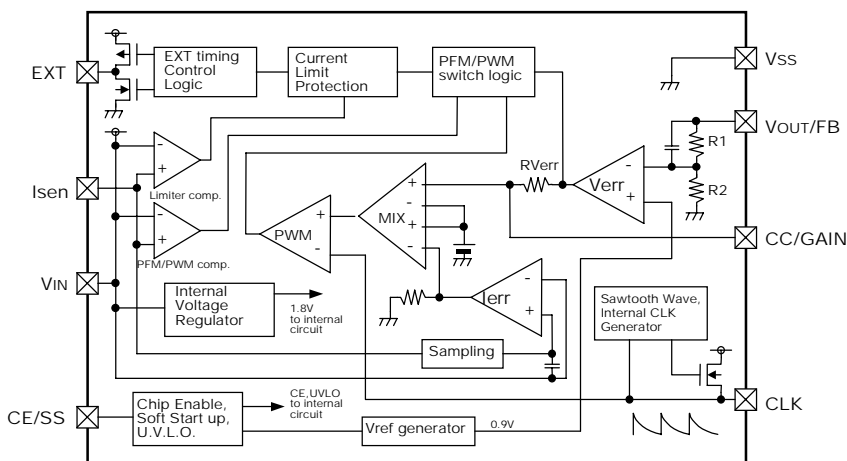 EXT
EXT timing
Control
Logic
Current
Limit
Protection
PFM/PWM
switch logic
VSS
VOUT/FB
R1
R2
-
+
Limiter comp.
Isen
-
+
PFM/PWM comp.
VIN
+
-
PWM
+
-
+
-
MIX
RVerr
-
+
Verr
CC/GAIN
Internal
Voltage
Regulator
1.8V
to internal
circuit
-
+
Ierr
Sampling
Sawtooth Wave,
Internal CLK
Generator
CLK
CE/SS
Chip Enable,
Soft Start up,
U.V.L.O.
CE,UVLO
to internal
circuit
Vref generator
0.9V